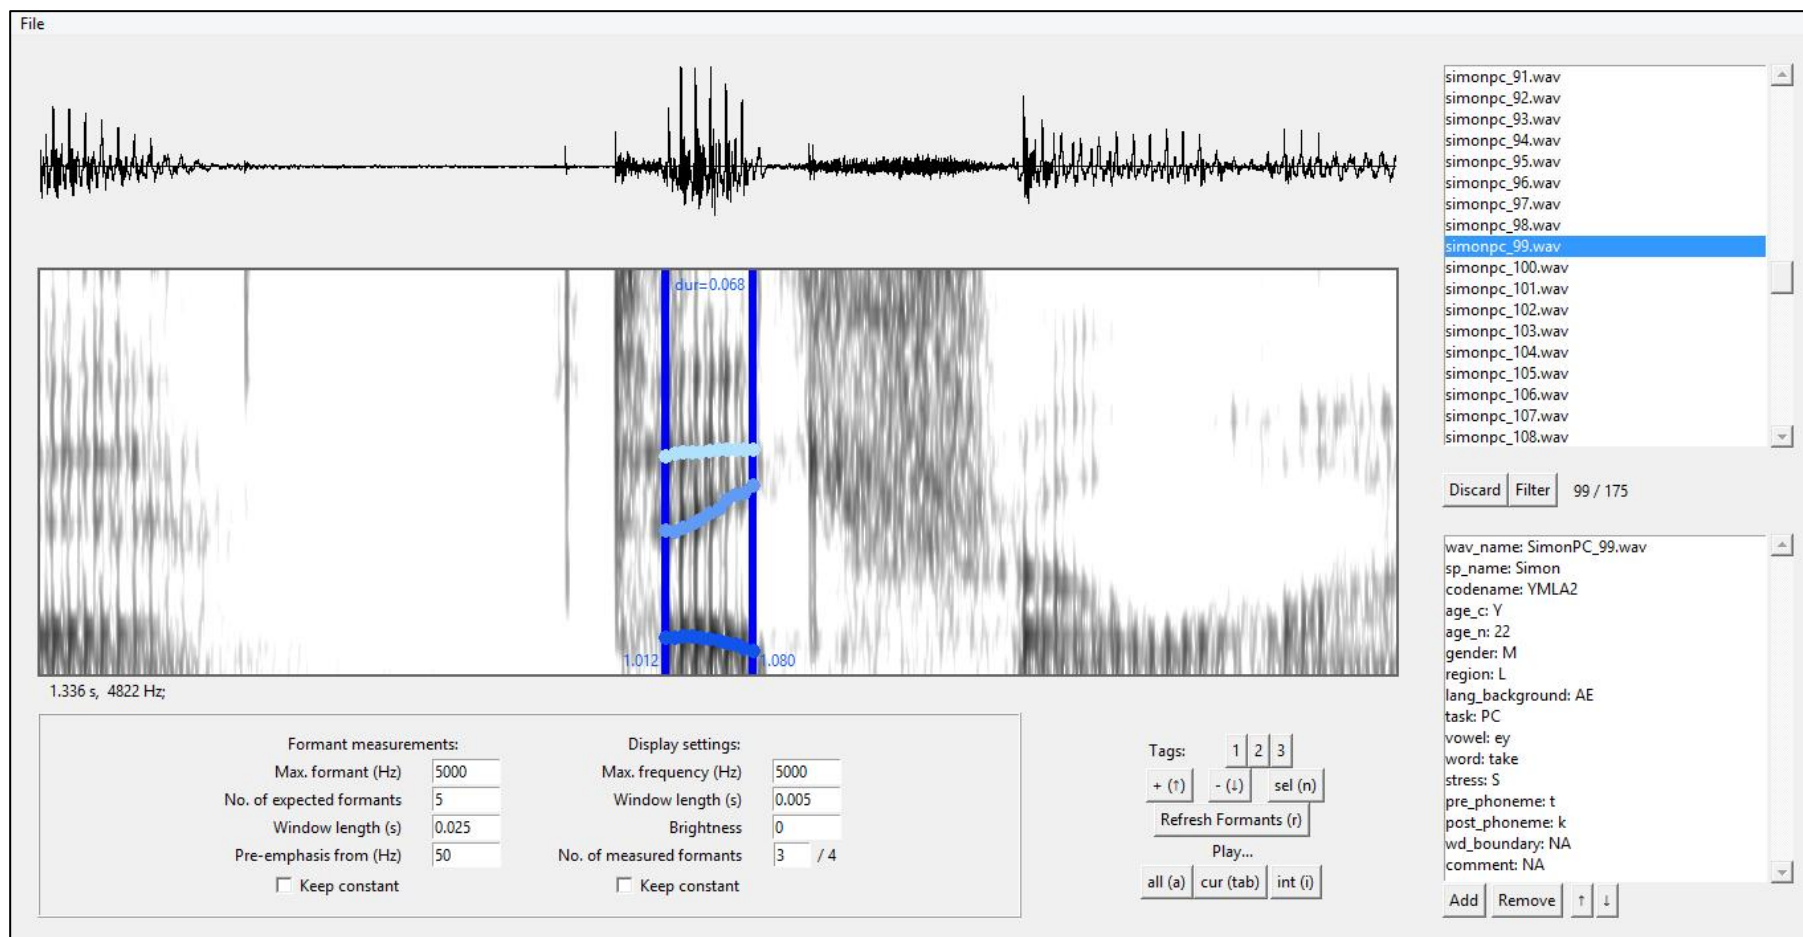 File
dur=0.068
1.012
1.080
1.336 s, 4822 Hz;
Formant measurements:
Max. formant (Hz) 5000
No. of expected formants 5
Window length (s) 0.025
Pre-emphasis from (Hz) 50
Keep constant
Display settings:
Max. frequency (Hz) 5000
Window length (s) 0.005
Brightness 0
No. of measured formants 3 / 4
Keep constant
Tags: 1 2 3
+ (↑) - (↓) sel (n)
Refresh Formants (r)
Play...
all (a) cur (tab) int (i)
simonpc_91.wav
simonpc_92.wav
simonpc_93.wav
simonpc_94.wav
simonpc_95.wav
simonpc_96.wav
simonpc_97.wav
simonpc_98.wav
simonpc_99.wav
simonpc_100.wav
simonpc_101.wav
simonpc_102.wav
simonpc_103.wav
simonpc_104.wav
simonpc_105.wav
simonpc_106.wav
simonpc_107.wav
simonpc_108.wav
Discard Filter 99 / 175
wav_name: SimonPC_99.wav
sp_name: Simon
codename: YMLA2
age_c: Y
age_n: 22
gender: M
region: L
lang_background: AE
task: PC
vowel: ey
word: take
stress: S
pre_phoneme: t
post_phoneme: k
wd_boundary: NA
comment: NA
Add Remove ↑ ↓